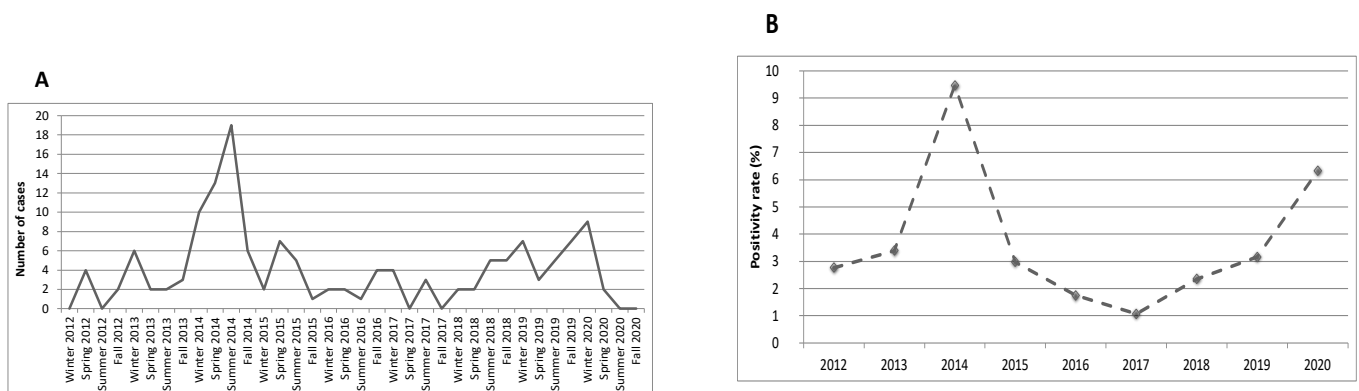 A
Number of cases
20
18
16
14
12
10
8
6
4
2
0
Winter 2012
Spring 2012
Summer 2012
Fall 2012
Winter 2013
Spring 2013
Summer 2013
Fall 2013
Winter 2014
Spring 2014
Summer 2014
Fall 2014
Winter 2015
Spring 2015
Summer 2015
Fall 2015
Winter 2016
Spring 2016
Summer 2016
Fall 2016
Winter 2017
Spring 2017
Summer 2017
Fall 2017
Winter 2018
Spring 2018
Summer 2018
Fall 2018
Winter 2019
Spring 2019
Summer 2019
Fall 2019
Winter 2020
Spring 2020
Summer 2020
Fall 2020
B
Positivity rate (%)
10
9
8
7
6
5
4
3
2
1
0
2012
2013
2014
2015
2016
2017
2018
2019
2020